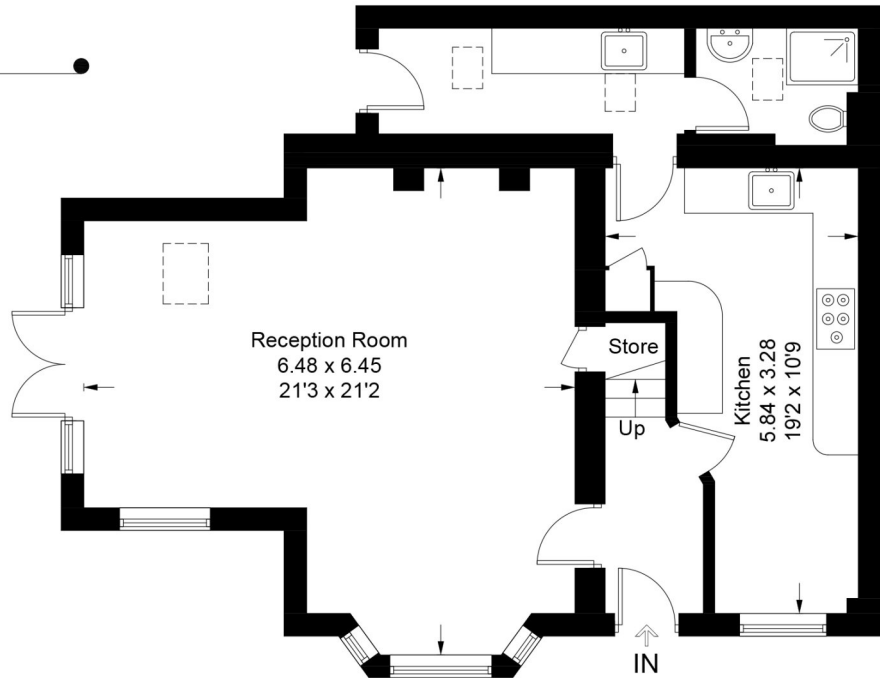 Reception Room
6.48 x 6.45
21'3 x 21'2
Store
Up
Kitchen
5.84 x 3.28
19'2 x 10'9
IN